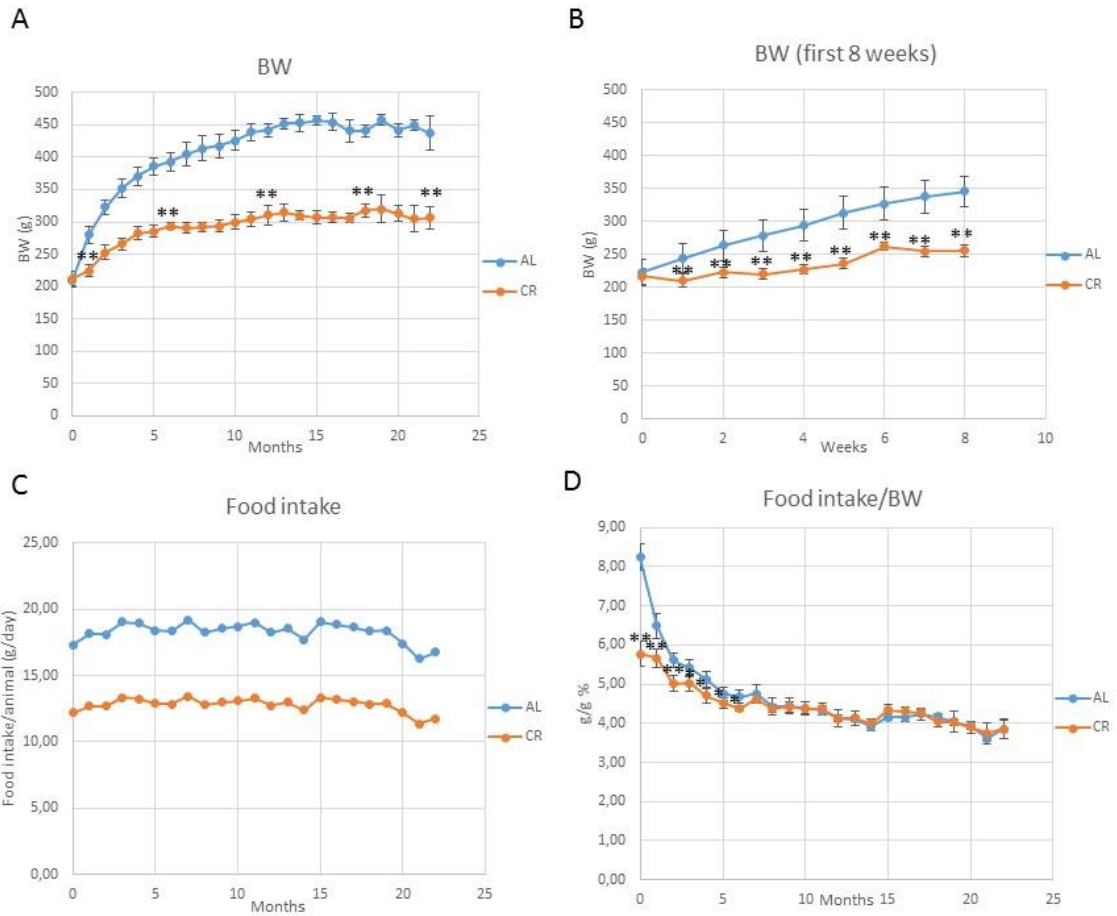 A
BW
500
450
400
350
300
250
200
150
100
50
0
BW (g)
** ** ** ** **
0 5 10 15 20 25
Months
AL
CR
B
BW (first 8 weeks)
500
450
400
350
300
250
200
150
100
50
0
BW (g)
** ** ** ** ** ** ** **
0 2 4 6 8 10
Weeks
AL
CR
C
Food intake
25,00
20,00
15,00
10,00
5,00
0,00
Food intake/animal (g/day)
0 5 10 15 20 25
Months
AL
CR
D
Food intake/BW
9,00
8,00
7,00
6,00
5,00
4,00
3,00
2,00
1,00
0,00
g/g %
** ** ** * * * *
0 5 10 15 20 25
Months
AL
CR